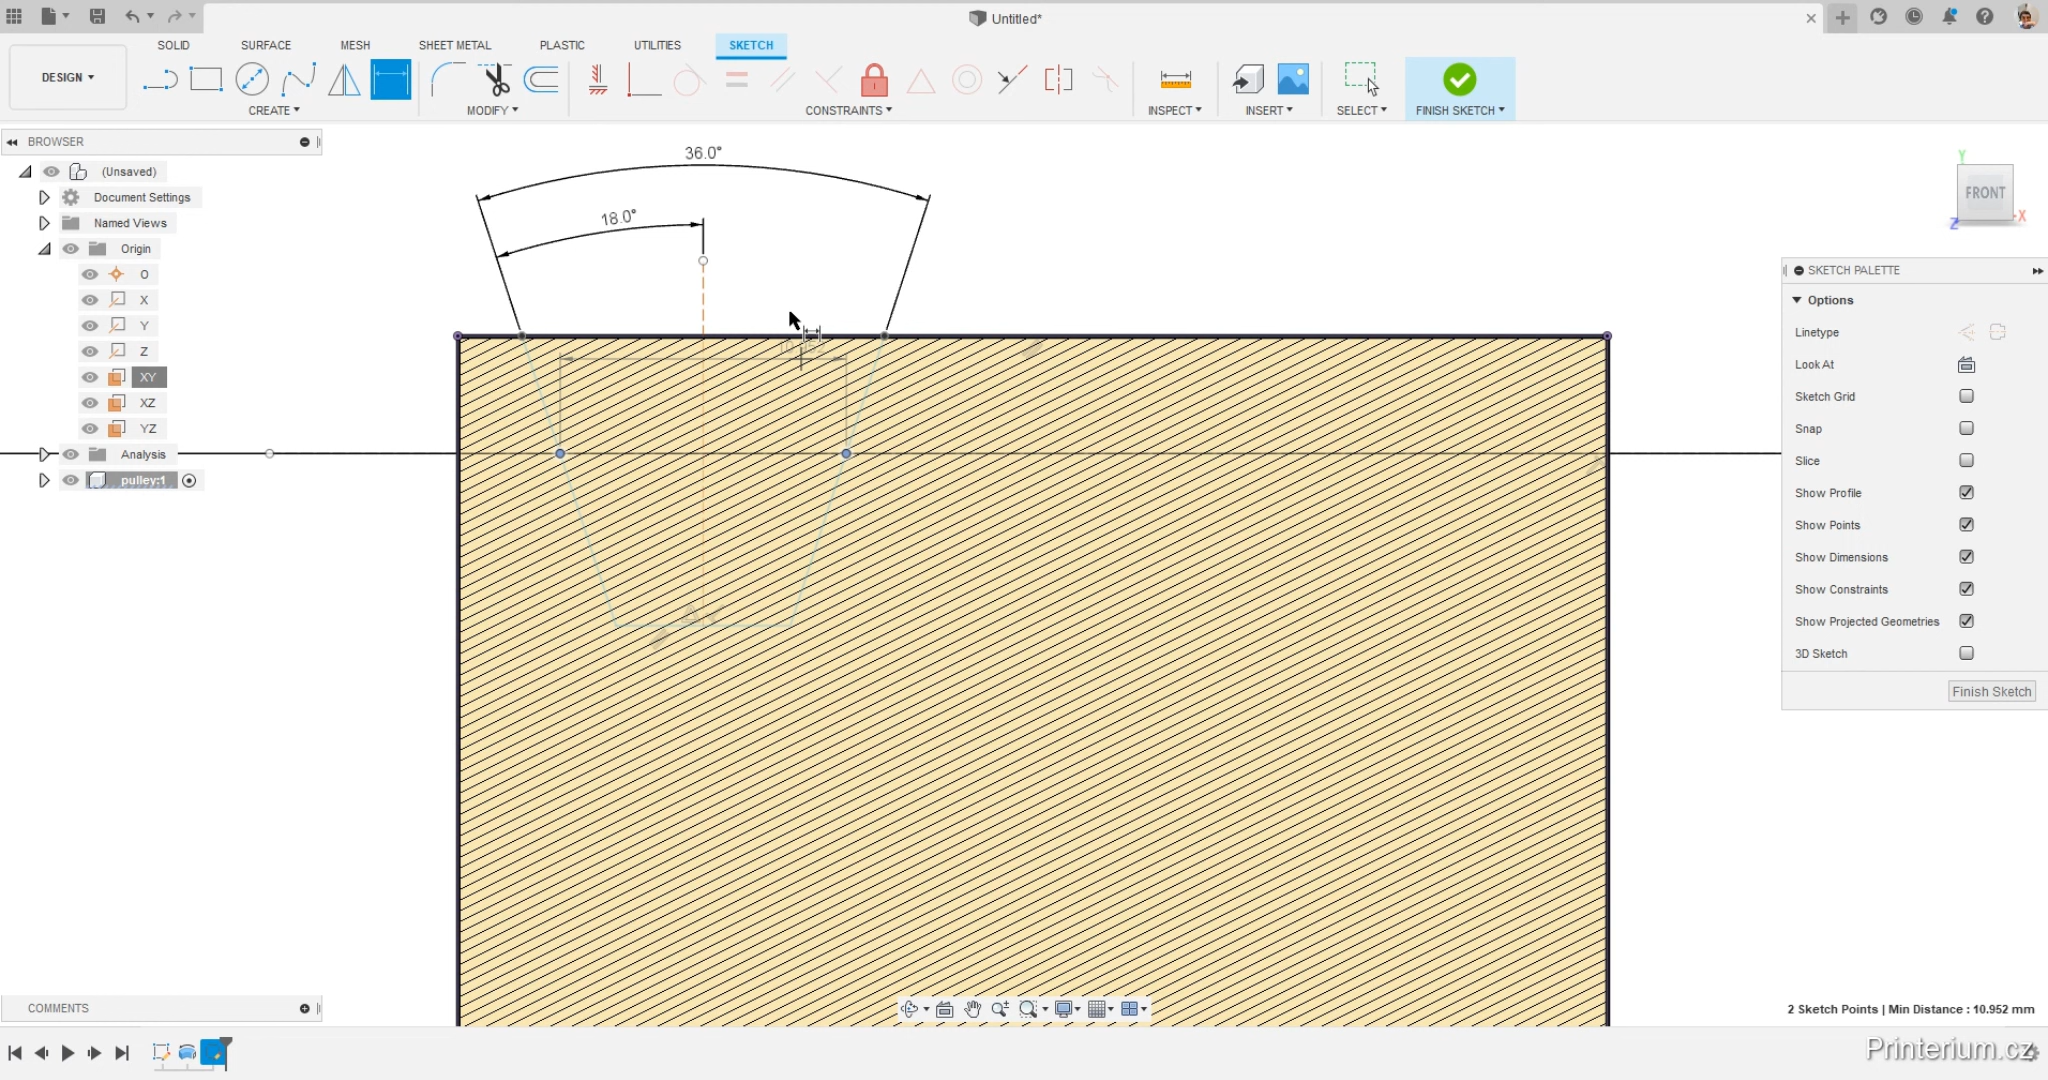 Untitled*
DESIGN
SOLID SURFACE MESH SHEET METAL PLASTIC UTILITIES SKETCH
CREATE MODIFY CONSTRAINTS INSPECT INSERT SELECT FINISH SKETCH
BROWSER
(Unsaved)
Document Settings
Named Views
Origin
O
X
Y
Z
XY
XZ
YZ
Analysis
pulley:1
36.0°
18.0°
Y
FRONT
X
Z
SKETCH PALETTE
Options
Linetype
Look At
Sketch Grid
Snap
Slice
Show Profile
Show Points
Show Dimensions
Show Constraints
Show Projected Geometries
3D Sketch
Finish Sketch
COMMENTS
2 Sketch Points | Min Distance : 10.952 mm
Printerium.cz